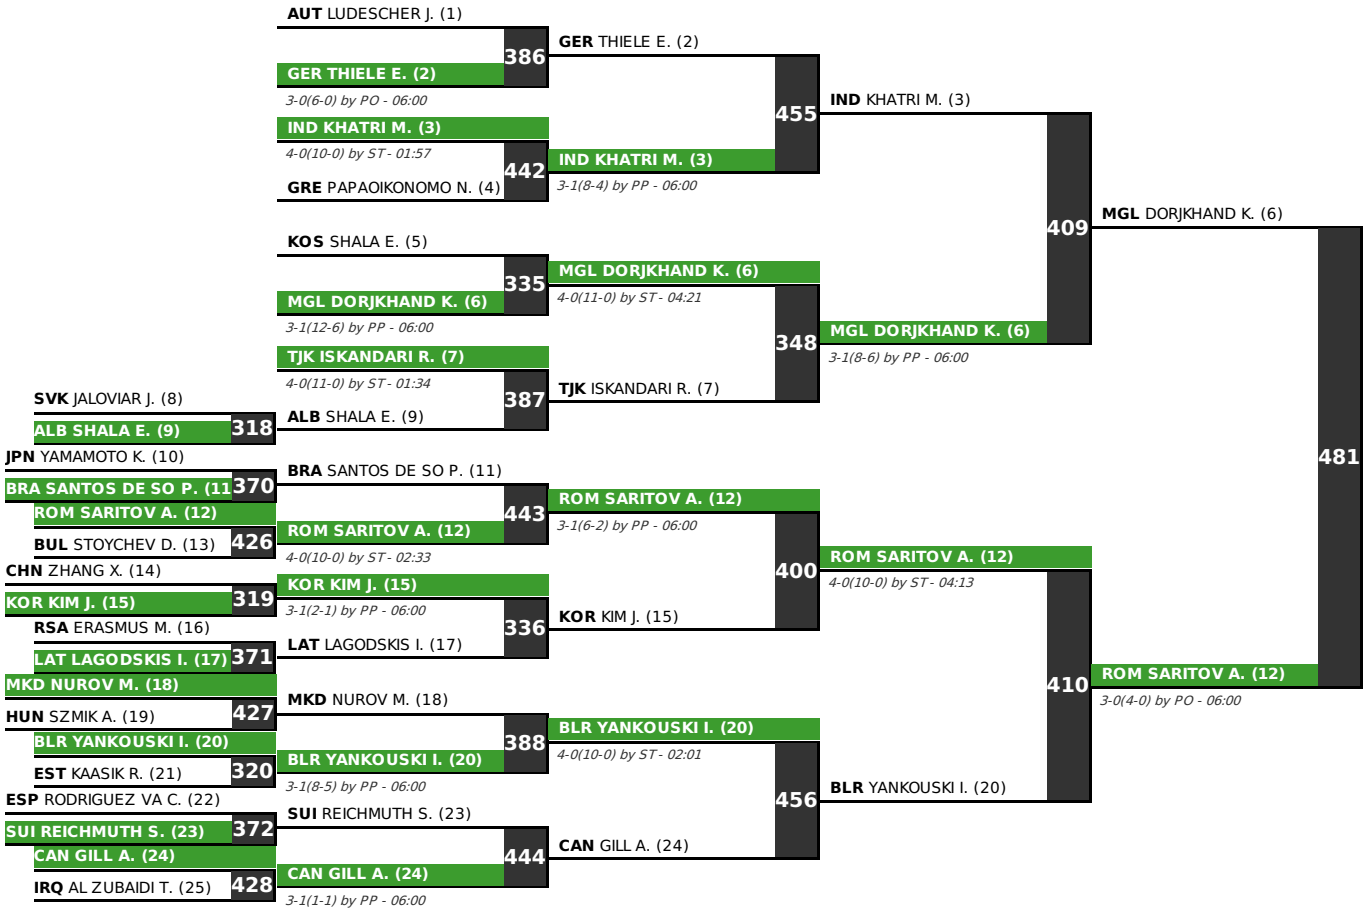 AUT LUDESCHER J. (1)
386
GER THIELE E. (2)
3-0(6-0) by PO - 06:00
IND KHATRI M. (3)
4-0(10-0) by ST - 01:57
442
GRE PAPAOIKONOMO N. (4)
KOS SHALA E. (5)
335
MGL DORJKHAND K. (6)
3-1(12-6) by PP - 06:00
TJK ISKANDARI R. (7)
4-0(11-0) by ST - 01:34
387
ALB SHALA E. (9)
SVK JALOVIAR J. (8)
318
ALB SHALA E. (9)
JPN YAMAMOTO K. (10)
370
BRA SANTOS DE SO P. (11
ROM SARITOV A. (12)
426
BUL STOYCHEV D. (13)
CHN ZHANG X. (14)
319
KOR KIM J. (15)
RSA ERASMUS M. (16)
371
LAT LAGODSKIS I. (17)
MKD NUROV M. (18)
427
HUN SZMIK A. (19)
BLR YANKOUSKI I. (20)
320
EST KAASIK R. (21)
ESP RODRIGUEZ VA C. (22)
372
SUI REICHMUTH S. (23)
CAN GILL A. (24)
428
IRQ AL ZUBAIDI T. (25)
BRA SANTOS DE SO P. (11)
443
ROM SARITOV A. (12)
4-0(10-0) by ST - 02:33
KOR KIM J. (15)
3-1(2-1) by PP - 06:00
336
LAT LAGODSKIS I. (17)
MKD NUROV M. (18)
388
BLR YANKOUSKI I. (20)
3-1(8-5) by PP - 06:00
SUI REICHMUTH S. (23)
444
CAN GILL A. (24)
3-1(1-1) by PP - 06:00
GER THIELE E. (2)
455
IND KHATRI M. (3)
3-1(8-4) by PP - 06:00
MGL DORJKHAND K. (6)
4-0(11-0) by ST - 04:21
348
TJK ISKANDARI R. (7)
ROM SARITOV A. (12)
3-1(6-2) by PP - 06:00
400
KOR KIM J. (15)
BLR YANKOUSKI I. (20)
4-0(10-0) by ST - 02:01
456
CAN GILL A. (24)
IND KHATRI M. (3)
409
MGL DORJKHAND K. (6)
3-1(8-6) by PP - 06:00
ROM SARITOV A. (12)
4-0(10-0) by ST - 04:13
410
BLR YANKOUSKI I. (20)
MGL DORJKHAND K. (6)
481
ROM SARITOV A. (12)
3-0(4-0) by PO - 06:00